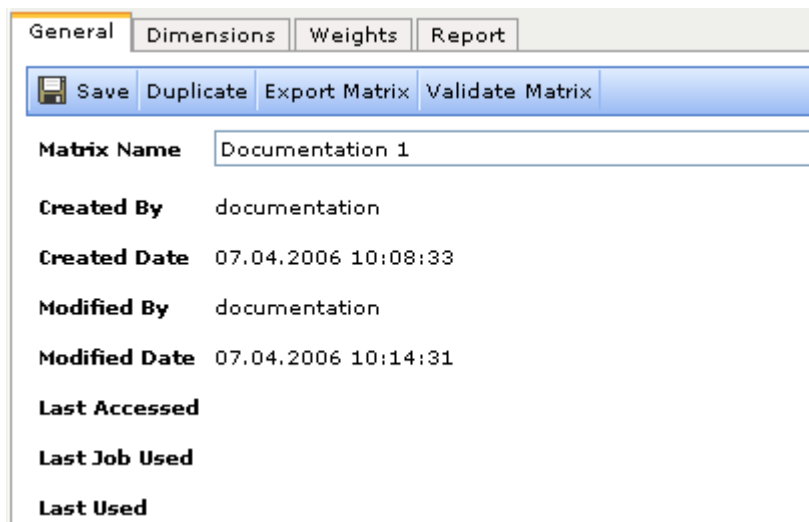 General Dimensions Weights Report
Save Duplicate Export Matrix Validate Matrix
Matrix Name Documentation 1
Created By documentation
Created Date 07.04.2006 10:08:33
Modified By documentation
Modified Date 07.04.2006 10:14:31
Last Accessed
Last Job Used
Last Used